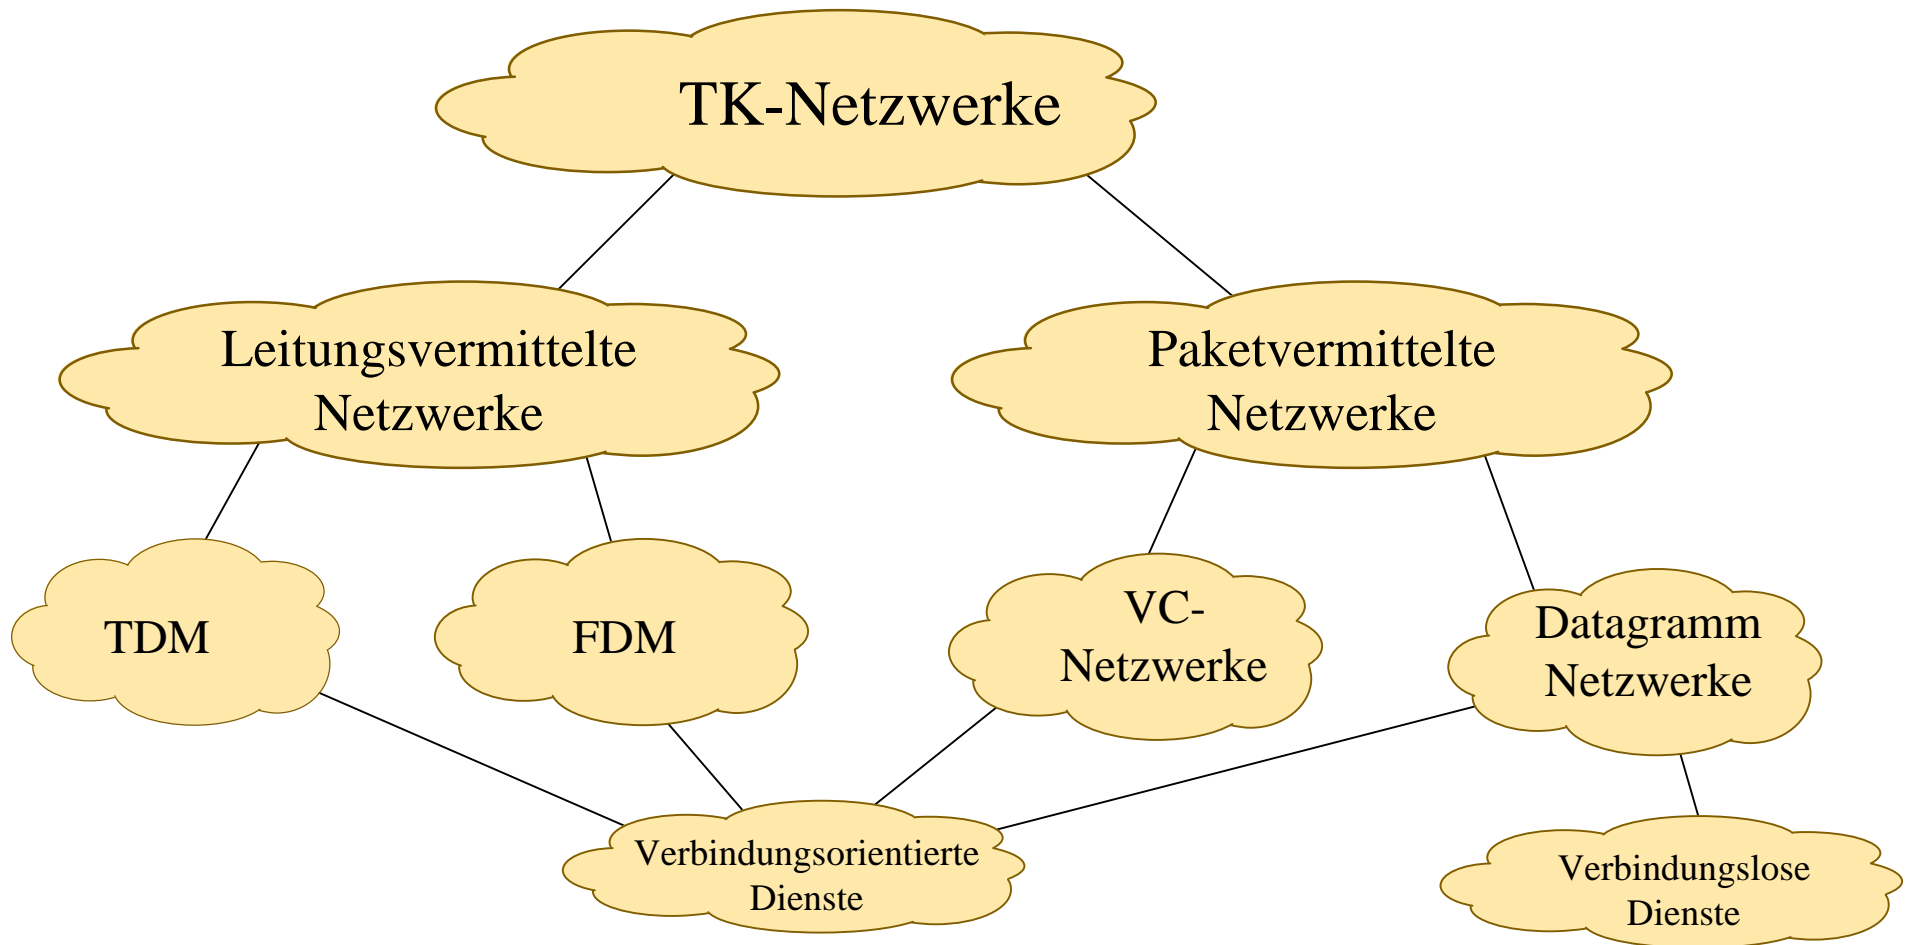 TK-Netzwerke
Leitungsvermittelte
Netzwerke
Paketvermittelte
Netzwerke
TDM
FDM
VC-
Netzwerke
Datagramm
Netzwerke
Verbindungsorientierte
Dienste
Verbindungslose
Dienste